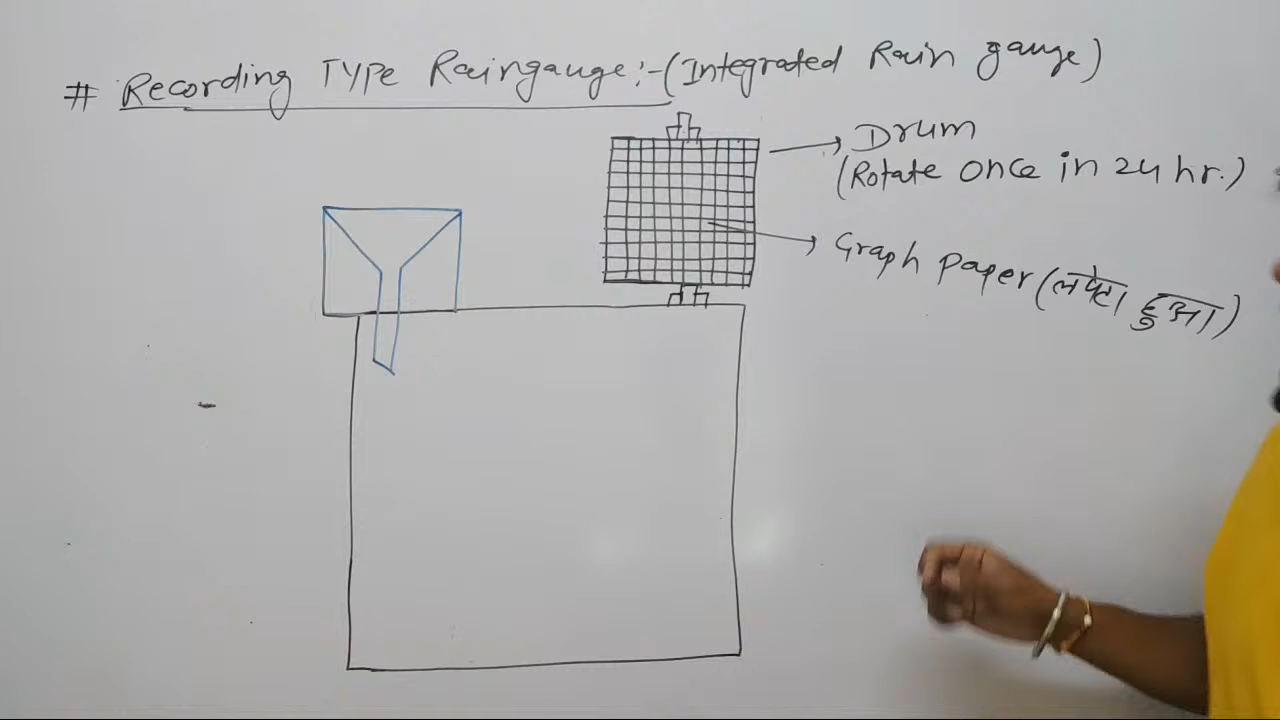 # Recording TYPE Raingauge:-(Integrated Rain gauge)
Drum
(Rotate once in 24 hr.)
Graph paper (लपेटा हुआ)